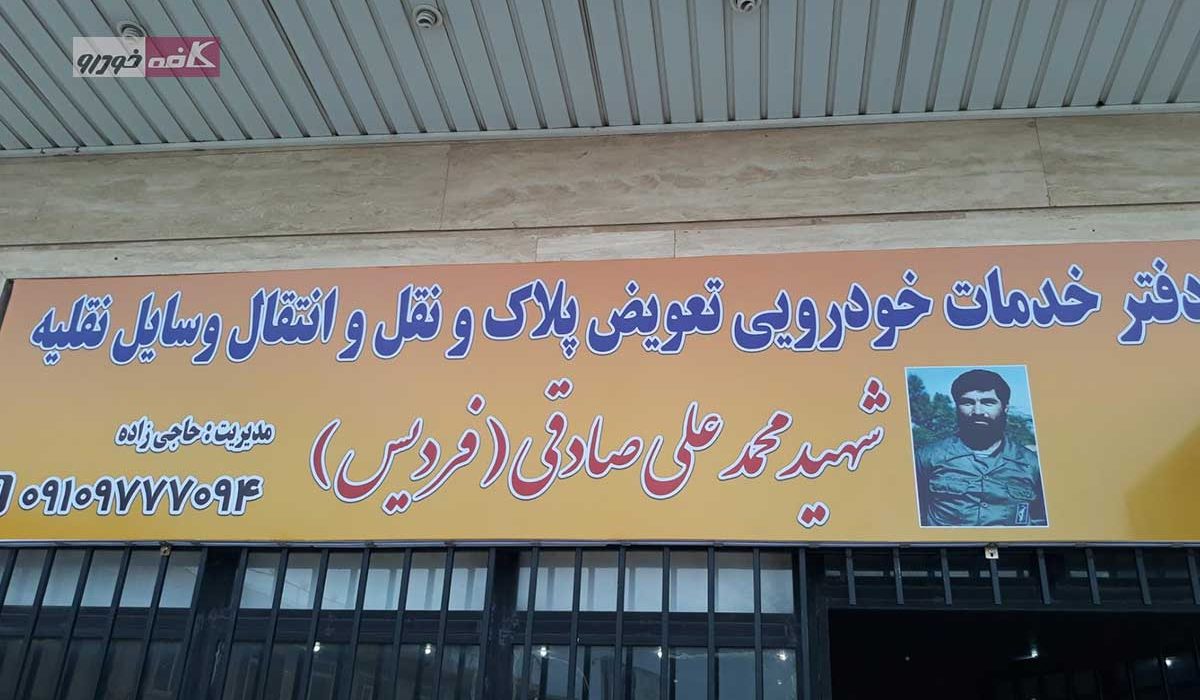 کافه خودرو
دفتر خدمات خودرویی تعویض پلاک و نقل و انتقال وسایل نقلیه
شهید محمد علی صادقی (فردیس)
مدیریت : حاجی زاده
۰۹۱۰۹۷۷۷۰۹۴